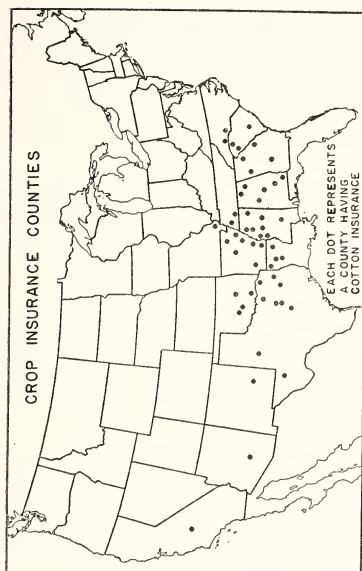 CROP INSURANCE COUNTIES
EACH DOT REPRESENTS
A COUNTY HAVING
COTTON INSURANCE